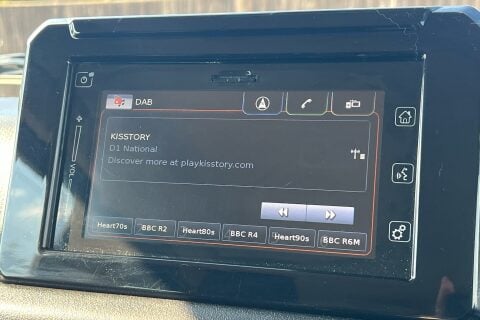 DAB
KISSTORY
D1 National
Discover more at playkisstory.com
VOL
Heart70s BBC R2 Heart80s BBC R4 Heart90s BBC R6M